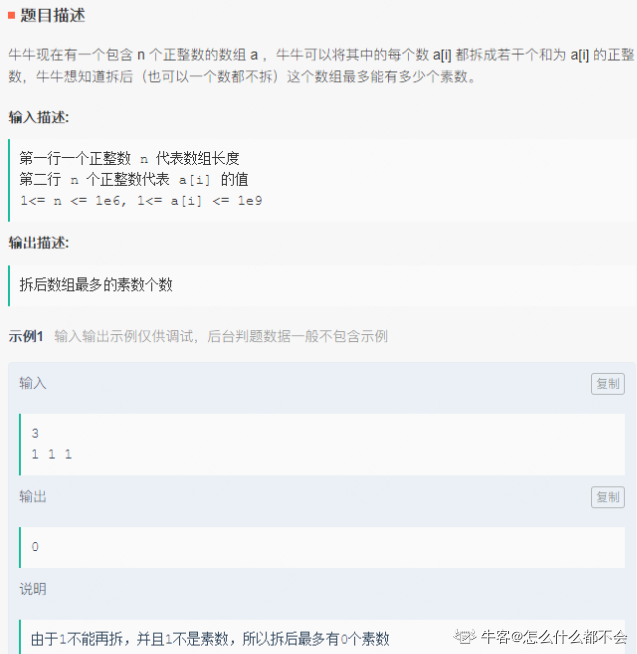 题目描述
牛牛现在有一个包含 n 个正整数的数组 a ，牛牛可以将其中的每个数 a[i] 都拆成若干个和为 a[i] 的正整
数，牛牛想知道拆后（也可以一个数都不拆）这个数组最多能有多少个素数。
输入描述:
第一行一个正整数 n 代表数组长度
第二行 n 个正整数代表 a[i] 的值
1<= n <= 1e6, 1<= a[i] <= 1e9
输出描述:
拆后数组最多的素数个数
示例1 输入输出示例仅供调试，后台判题数据一般不包含示例
输入 复制
3
1 1 1
输出 复制
0
说明
由于1不能再拆，并且1不是素数，所以拆后最多有0个素数
牛客@怎么什么都不会